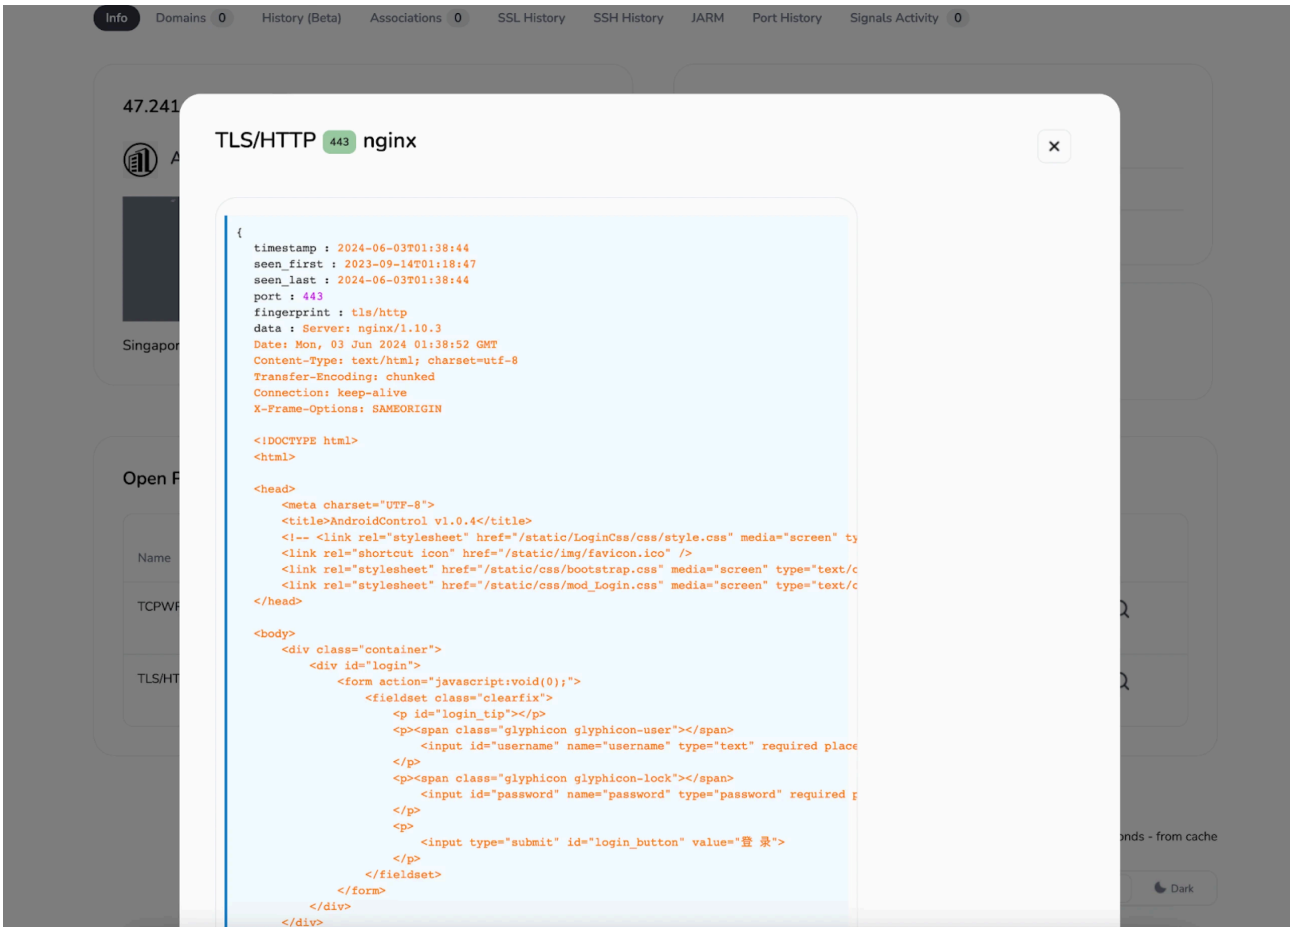 Info
Domains 0
History (Beta)
Associations 0
SSL History
SSH History
JARM
Port History
Signals Activity 0
47.241
TLS/HTTP 443 nginx
{
timestamp : 2024-06-03T01:38:44
seen_first : 2023-09-14T01:18:47
seen_last : 2024-06-03T01:38:44
port : 443
fingerprint : tls/http
data : Server: nginx/1.10.3
Date: Mon, 03 Jun 2024 01:38:52 GMT
Content-Type: text/html; charset=utf-8
Transfer-Encoding: chunked
Connection: keep-alive
X-Frame-Options: SAMEORIGIN
<!DOCTYPE html>
<html>
<head>
<meta charset="UTF-8">
<title>AndroidControl v1.0.4</title>
<!-- <link rel="stylesheet" href="/static/LoginCss/css/style.css" media="screen" ty
<link rel="shortcut icon" href="/static/img/favicon.ico" />
<link rel="stylesheet" href="/static/css/bootstrap.css" media="screen" type="text/c
<link rel="stylesheet" href="/static/css/mod_Login.css" media="screen" type="text/c
</head>
<body>
<div class="container">
<div id="login">
<form action="javascript:void(0);">
<fieldset class="clearfix">
<p id="login_tip"></p>
<p><span class="glyphicon glyphicon-user"></span>
<input id="username" name="username" type="text" required place
</p>
<p><span class="glyphicon glyphicon-lock"></span>
<input id="password" name="password" type="password" required p
</p>
<p>
<input type="submit" id="login_button" value="登 录">
</p>
</fieldset>
</form>
</div>
</div>
A
Singapor
Open P
Name
TCPWR
TLS/HT
onds - from cache
Dark